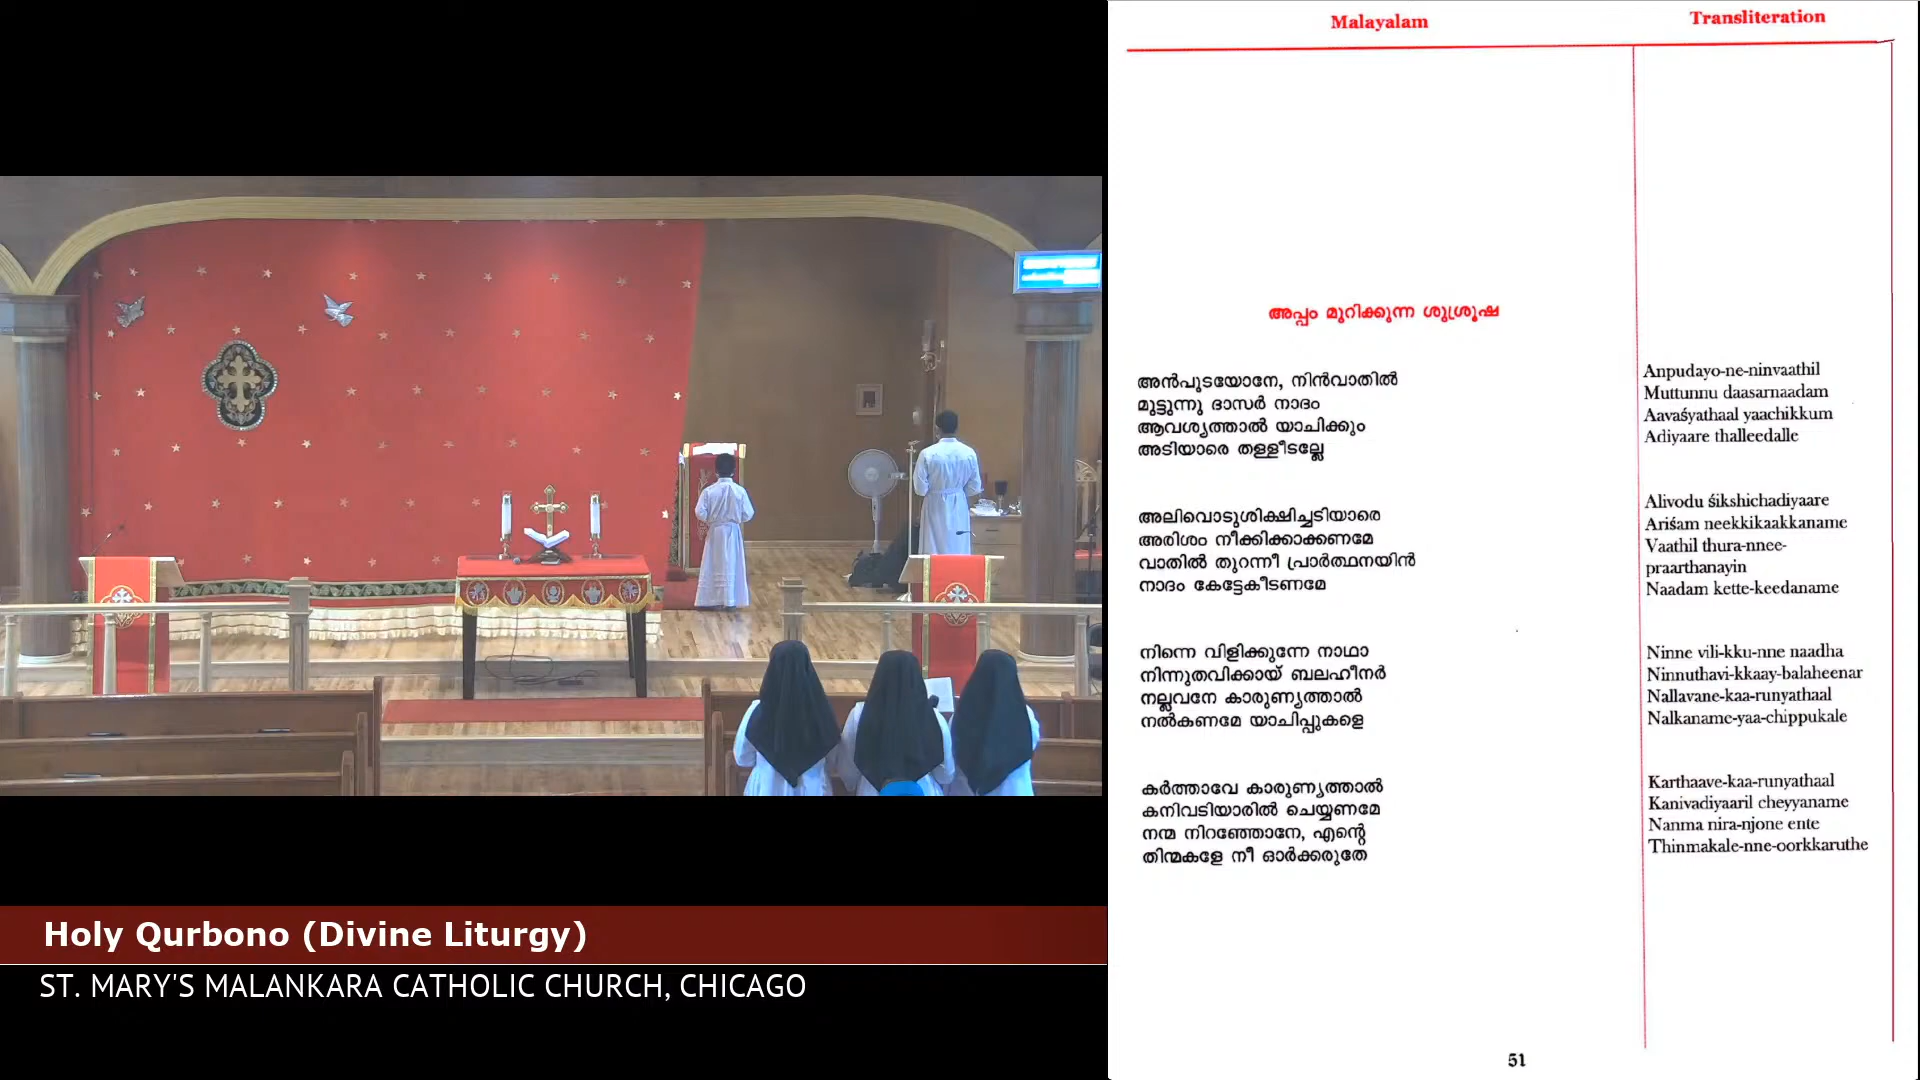 Holy Qurbono (Divine Liturgy)
ST. MARY'S MALANKARA CATHOLIC CHURCH, CHICAGO
Malayalam
Transliteration
അപ്പം മുറിക്കുന്ന ശുശ്രൂഷ
അൻപുടയോനേ, നിൻവാതിൽ
മുട്ടുന്നു ദാസർ നാദം
ആവശ്യത്താൽ യാചിക്കും
അടിയാരെ തള്ളീടല്ലേ
അലിവൊടുശിക്ഷിച്ചടിയാരെ
അരിശം നീക്കിക്കാക്കണമേ
വാതിൽ തുറന്നീ പ്രാർത്ഥനയിൻ
നാദം കേട്ടേകീടണമേ
നിന്നെ വിളിക്കുന്നേ നാഥാ
നിന്നുതവിക്കായ് ബലഹീനർ
നല്ലവനേ കാരുണ്യത്താൽ
നൽകണമേ യാചിപ്പുകളെ
കർത്താവേ കാരുണ്യത്താൽ
കനിവടിയാരിൽ ചെയ്യണമേ
നന്മ നിറഞ്ഞോനേ, എന്റെ
തിന്മകളേ നീ ഓർക്കരുതേ
Anpudayo-ne-ninvaathil
Muttunnu daasarnaadam
Aavaśyathaal yaachikkum
Adiyaare thalleedalle
Alivodu śikshichadiyaare
Ariśam neekkikaakkaname
Vaathil thura-nnee-
praarthanayin
Naadam kette-keedaname
Ninne vili-kku-nne naadha
Ninnuthavi-kkaay-balaheenar
Nallavane-kaa-runyathaal
Nalkaname-yaa-chippukale
Karthaave-kaa-runyathaal
Kanivadiyaaril cheyyaname
Nanma nira-njone ente
Thinmakale-nne-oorkkaruthe
51